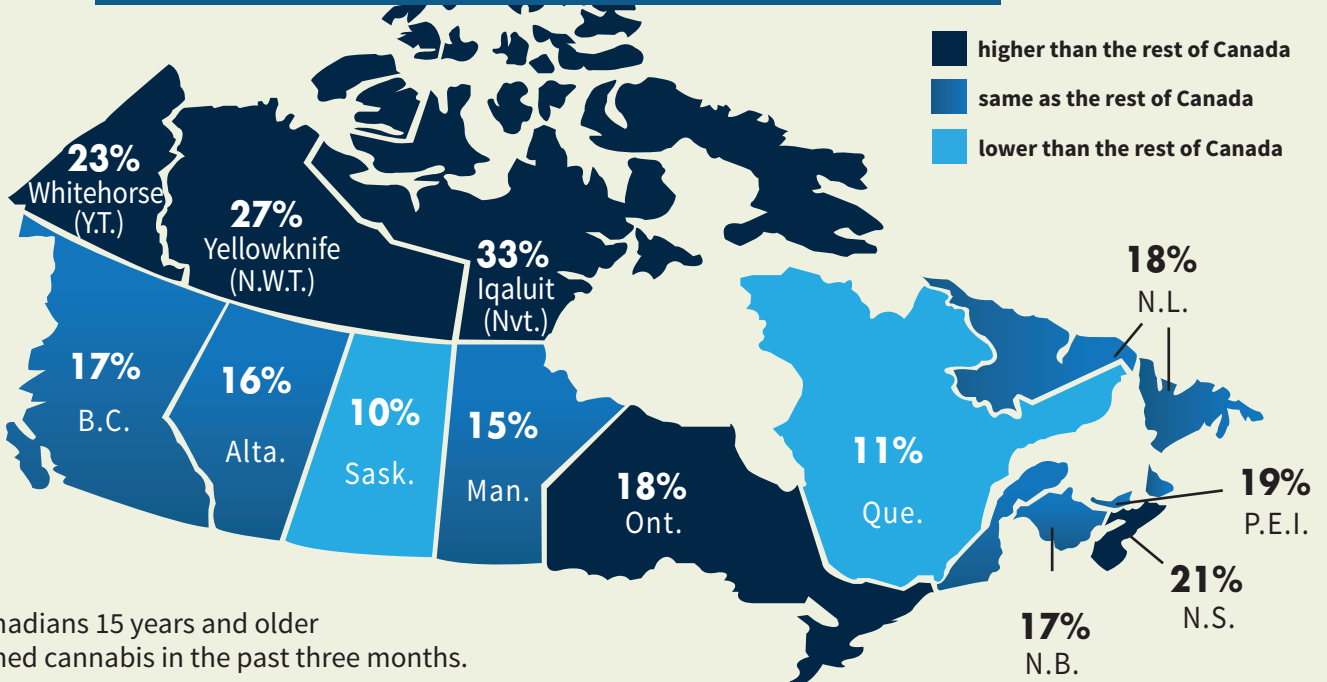 higher than the rest of Canada
same as the rest of Canada
lower than the rest of Canada
23%
Whitehorse
(Y.T.)
27%
Yellowknife
(N.W.T.)
33%
Iqaluit
(Nvt.)
18%
N.L.
17%
B.C.
16%
Alta.
10%
Sask.
15%
Man.
18%
Ont.
11%
Que.
19%
P.E.I.
21%
N.S.
17%
N.B.
nadians 15 years and older
ned cannabis in the past three months.